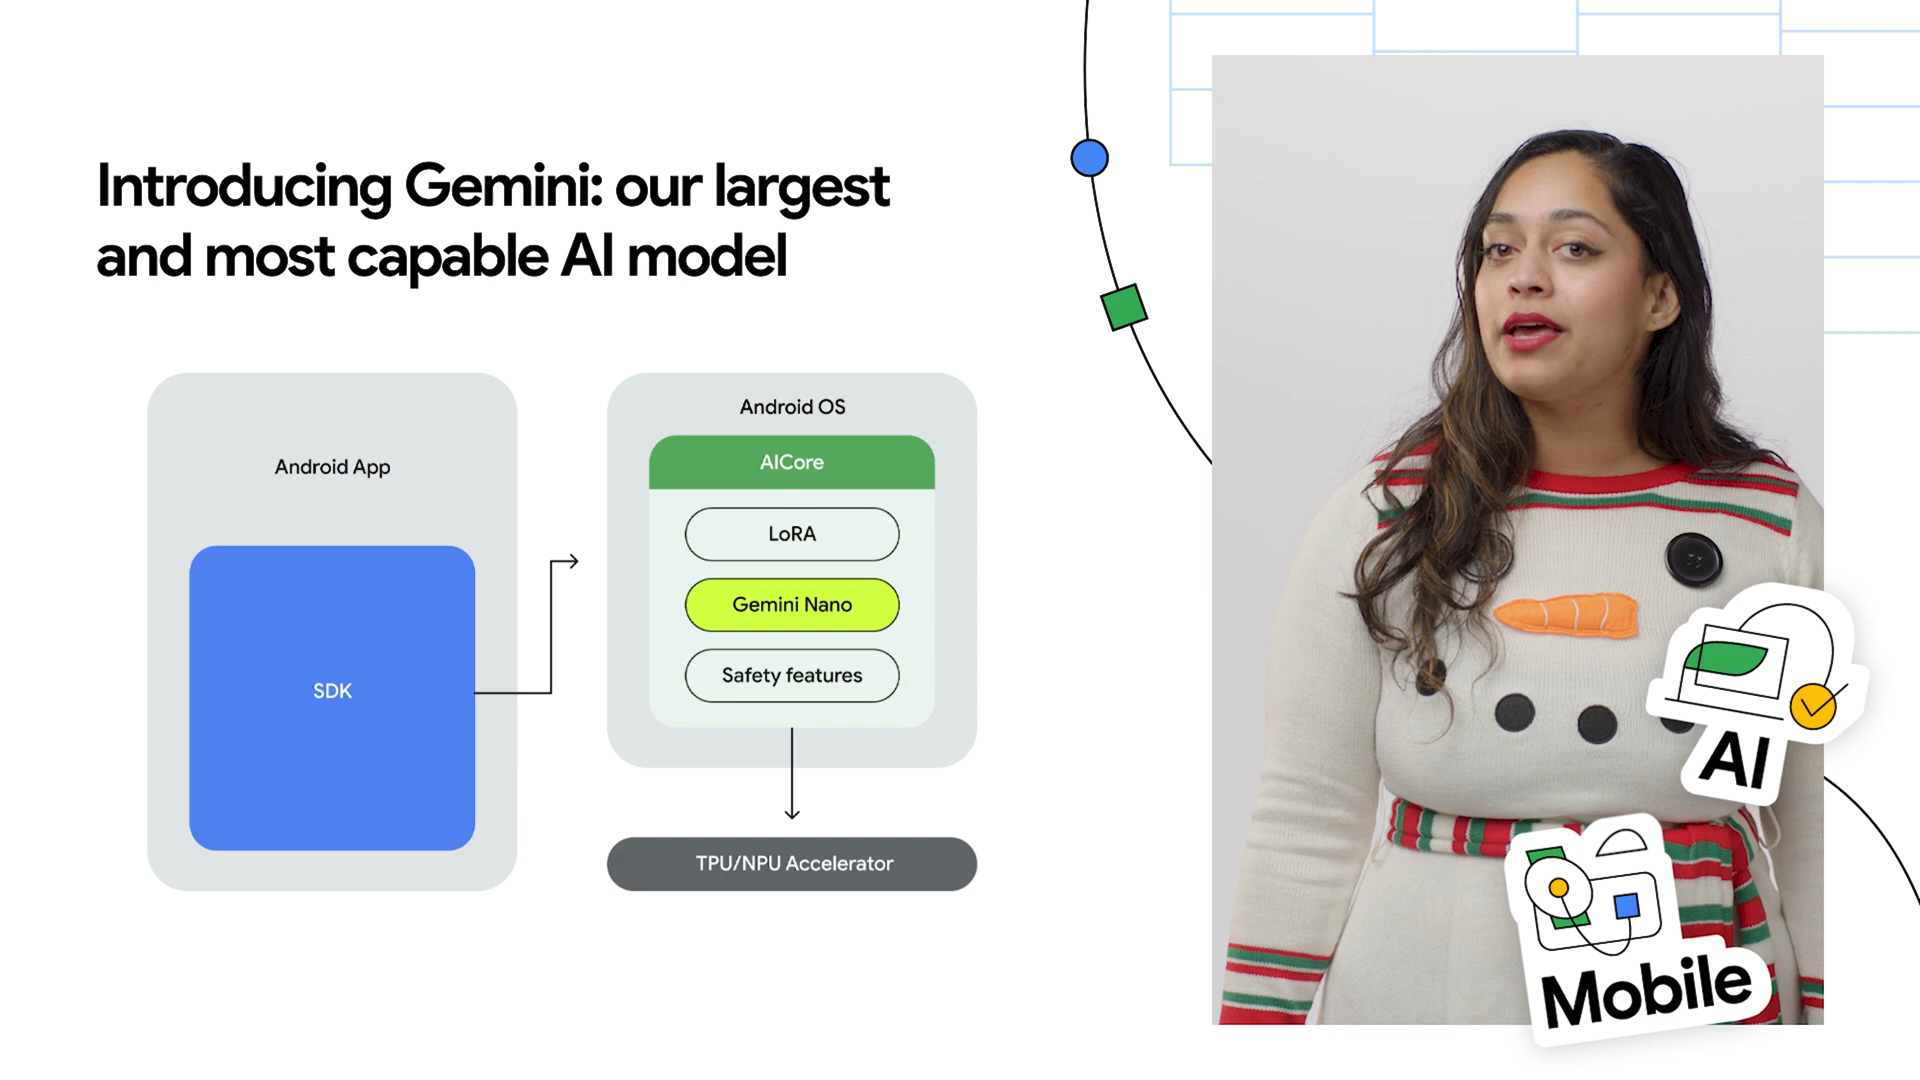 Introducing Gemini: our largest
and most capable AI model
Android App
SDK
Android OS
AICore
LoRA
Gemini Nano
Safety features
TPU/NPU Accelerator
AI
Mobile